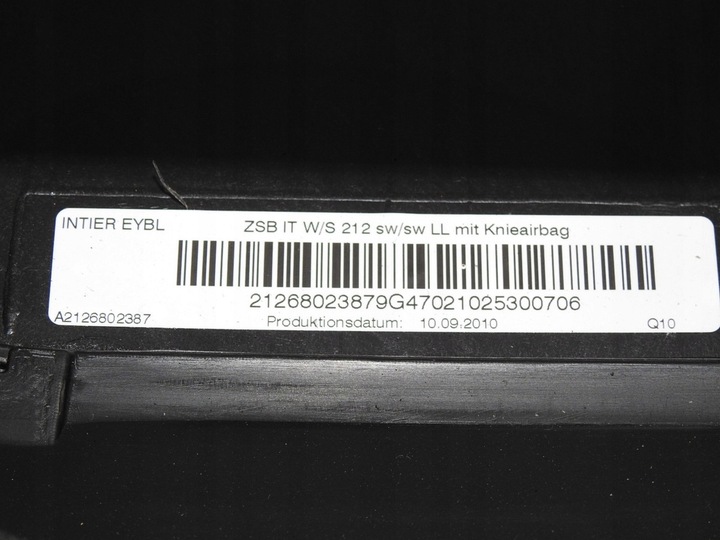 INTIER EYBL
ZSB IT W/S 212 sw/sw LL mit Knieairbag
21268023879G47021025300706
A2126802387
Produktionsdatum: 10.09.2010
Q10